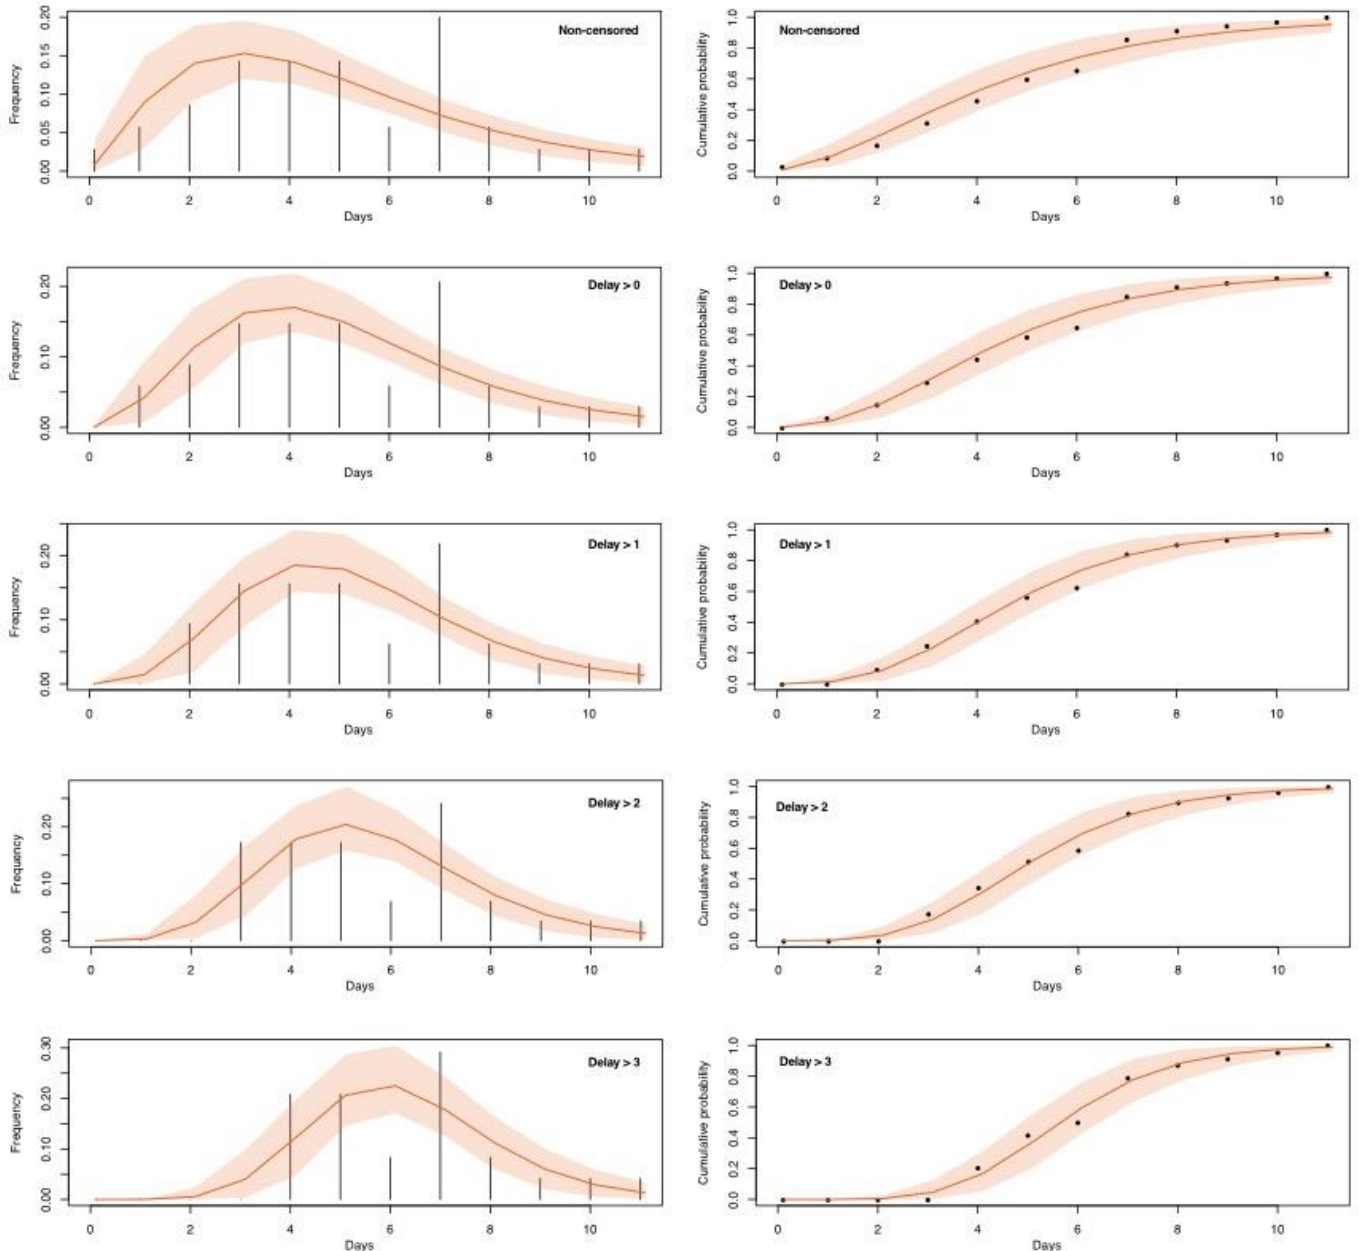 Non-censored
Frequency
0.00 0.05 0.10 0.15 0.20
0 2 4 6 8 10
Days
Non-censored
Cumulative probability
0.0 0.2 0.4 0.6 0.8 1.0
0 2 4 6 8 10
Days
Delay > 0
Frequency
0.00 0.10 0.20
0 2 4 6 8 10
Days
Delay > 0
Cumulative probability
0.0 0.2 0.4 0.6 0.8 1.0
0 2 4 6 8 10
Days
Delay > 1
Frequency
0.00 0.10 0.20
0 2 4 6 8 10
Days
Delay > 1
Cumulative probability
0.0 0.2 0.4 0.6 0.8 1.0
0 2 4 6 8 10
Days
Delay > 2
Frequency
0.00 0.10 0.20
0 2 4 6 8 10
Days
Delay > 2
Cumulative probability
0.0 0.2 0.4 0.6 0.8 1.0
0 2 4 6 8 10
Days
Delay > 3
Frequency
0.00 0.10 0.20 0.30
0 2 4 6 8 10
Days
Delay > 3
Cumulative probability
0.0 0.2 0.4 0.6 0.8 1.0
0 2 4 6 8 10
Days